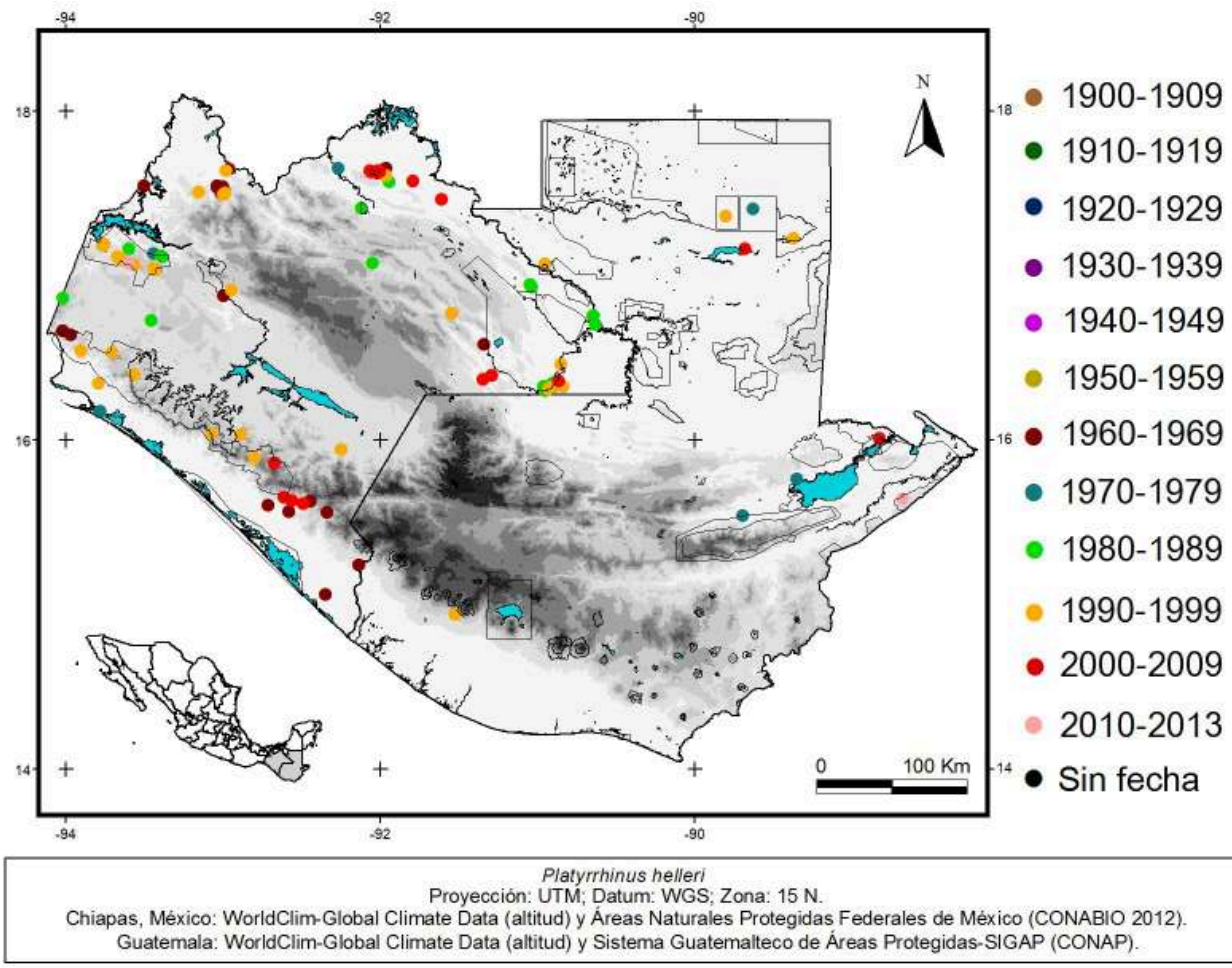 -94 -92 -90
18 18
N
16 16
14 14
0 100 Km
-94 -92 -90
1900-1909
1910-1919
1920-1929
1930-1939
1940-1949
1950-1959
1960-1969
1970-1979
1980-1989
1990-1999
2000-2009
2010-2013
Sin fecha
Platyrrhinus helleri
Proyección: UTM; Datum: WGS; Zona: 15 N.
Chiapas, México: WorldClim-Global Climate Data (altitud) y Áreas Naturales Protegidas Federales de México (CONABIO 2012).
Guatemala: WorldClim-Global Climate Data (altitud) y Sistema Guatemalteco de Áreas Protegidas-SIGAP (CONAP).